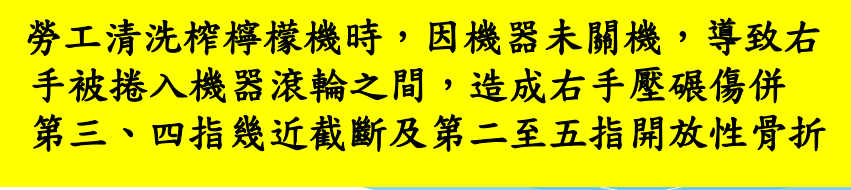 勞工清洗榨檸檬機時，因機器未關機，導致右
手被捲入機器滾輪之間，造成右手壓碾傷併
第三、四指幾近截斷及第二至五指開放性骨折